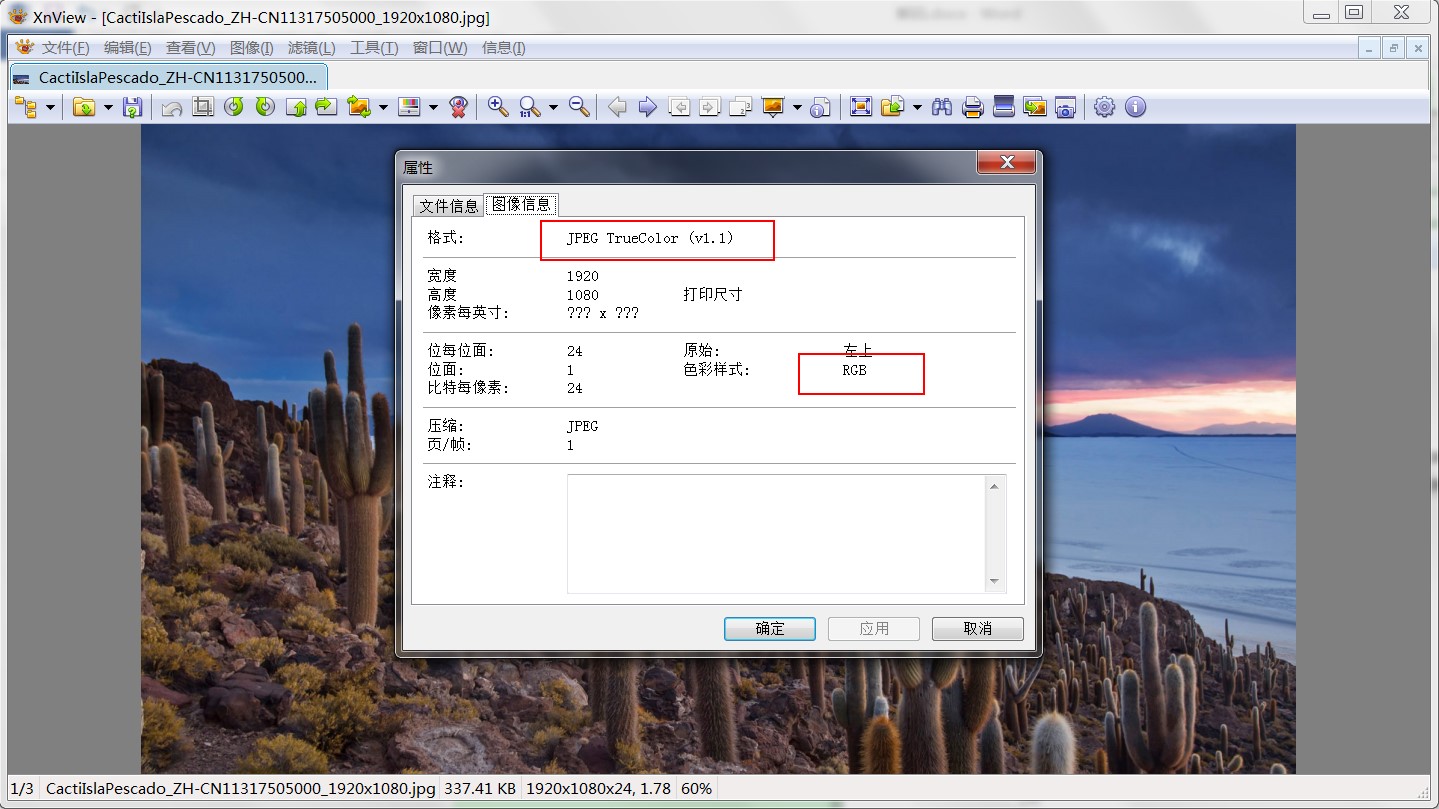 XnView - [CactiIslaPescado_ZH-CN11317505000_1920x1080.jpg]
文件(F) 编辑(E) 查看(V) 图像(I) 滤镜(L) 工具(T) 窗口(W) 信息(I)
CactiIslaPescado_ZH-CN1131750500...
1:1
属性
文件信息 图像信息
格式: JPEG TrueColor (v1.1)
宽度 1920
高度 1080 打印尺寸
像素每英寸: ??? x ???
位每位面: 24 原始: 左上
位面: 1 色彩样式: RGB
比特每像素: 24
压缩: JPEG
页/帧: 1
注释:
确定 应用 取消
1/3 CactiIslaPescado_ZH-CN11317505000_1920x1080.jpg 337.41 KB 1920x1080x24, 1.78 60%